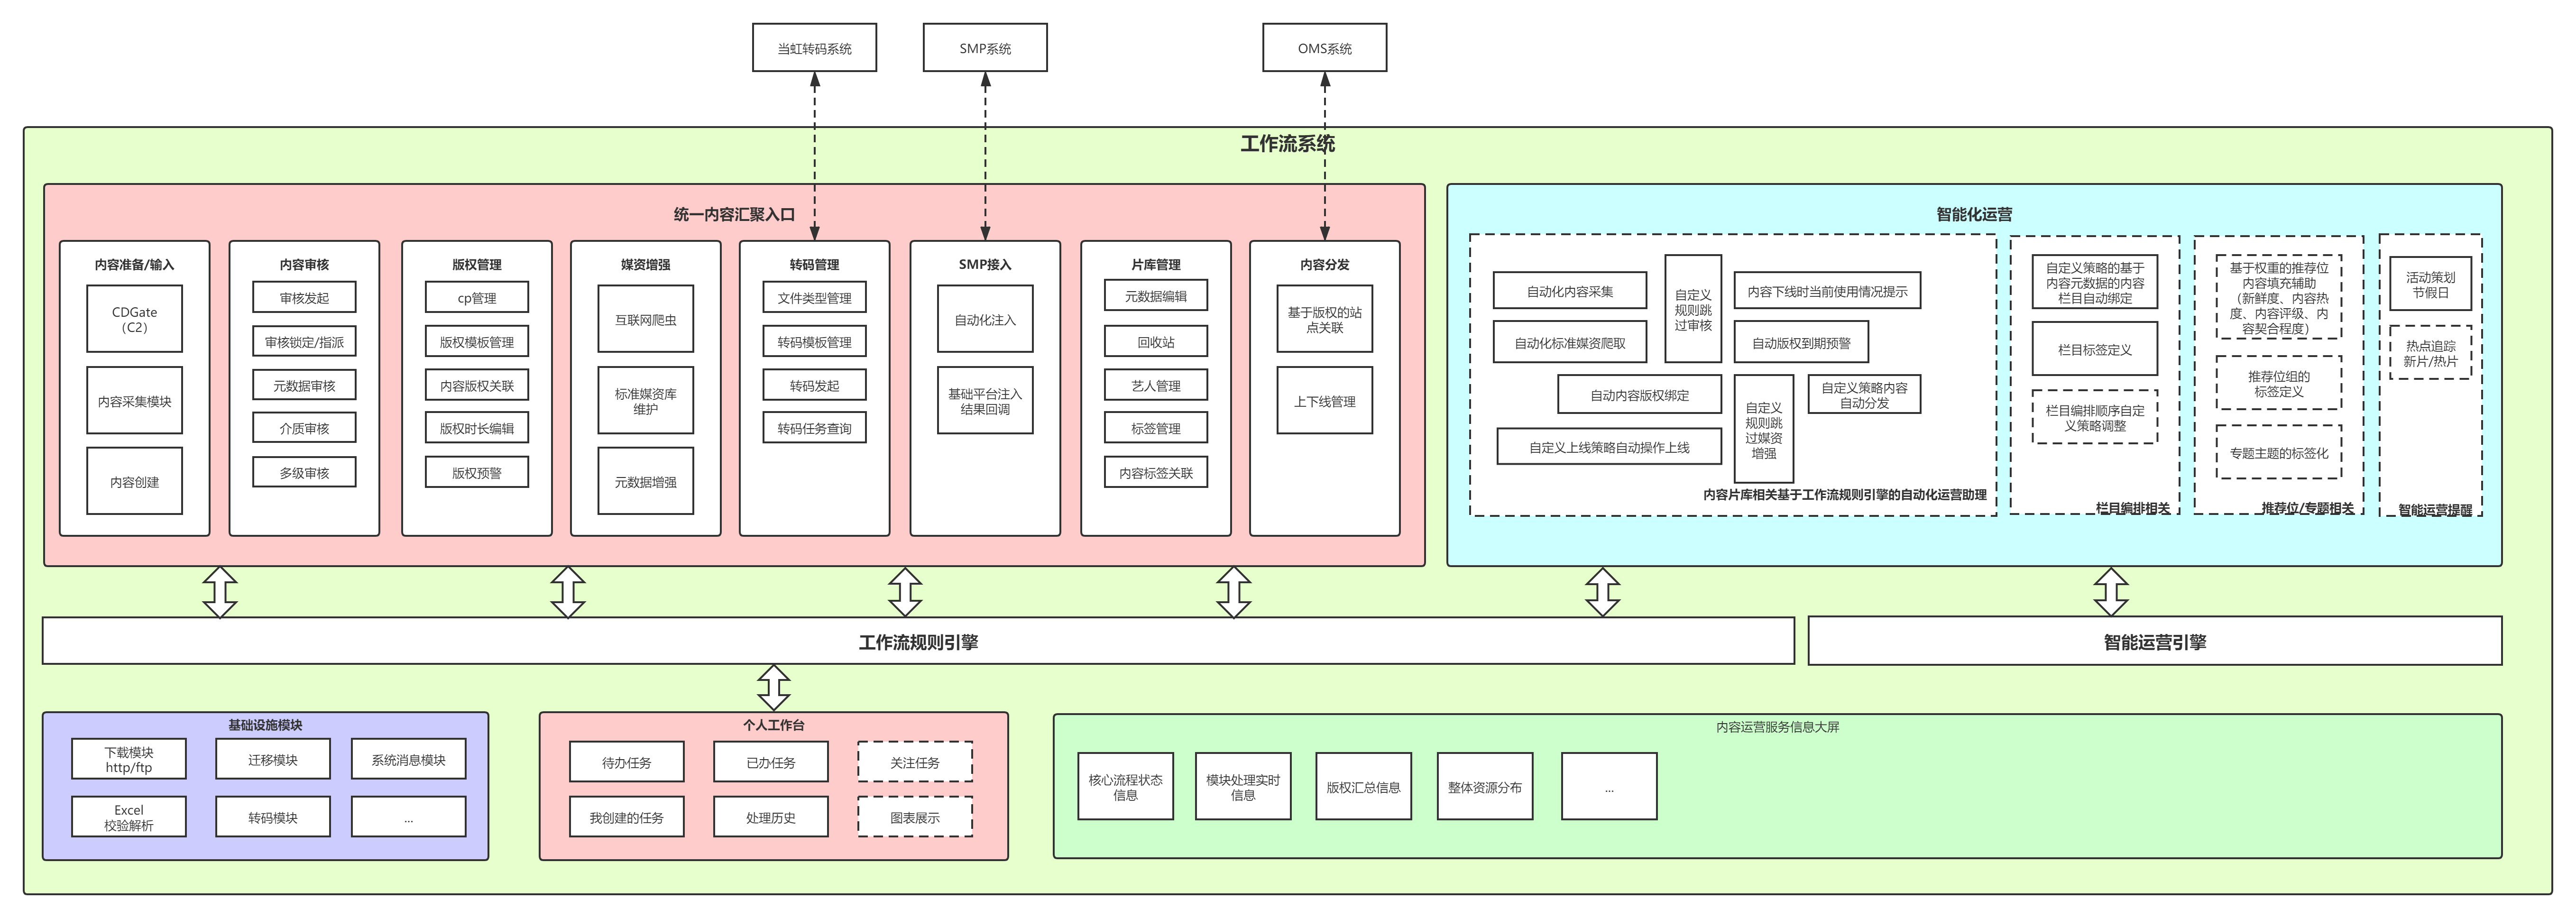 当虹转码系统
SMP系统
OMS系统
工作流系统
统一内容汇聚入口
内容准备/输入
CDGate
（C2）
内容采集模块
内容创建
内容审核
审核发起
审核锁定/指派
元数据审核
介质审核
多级审核
版权管理
cp管理
版权模板管理
内容版权关联
版权时长编辑
版权预警
媒资增强
互联网爬虫
标准媒资库
维护
元数据增强
转码管理
文件类型管理
转码模板管理
转码发起
转码任务查询
SMP接入
自动化注入
基础平台注入
结果回调
片库管理
元数据编辑
回收站
艺人管理
标签管理
内容标签关联
内容分发
基于版权的站
点关联
上下线管理
智能化运营
自动化内容采集
自动化标准媒资爬取
自定义
规则跳
过审核
内容下线时当前使用情况提示
自动版权到期预警
自动内容版权绑定
自定义
规则跳
过媒资
增强
自定义策略内容
自动分发
自定义上线策略自动操作上线
内容片库相关基于工作流规则引擎的自动化运营助理
自定义策略的基于
内容元数据的内容
栏目自动绑定
栏目标签定义
栏目编排顺序自定
义策略调整
栏目编排相关
基于权重的推荐位
内容填充辅助
（新鲜度、内容热
度、内容评级、内
容契合程度）
推荐位组的
标签定义
专题主题的标签化
推荐位/专题相关
活动策划
节假日
热点追踪
新片/热片
智能运营提醒
工作流规则引擎
智能运营引擎
基础设施模块
下载模块
http/ftp
迁移模块
系统消息模块
Excel
校验解析
转码模块
...
个人工作台
待办任务
已办任务
关注任务
我创建的任务
处理历史
图表展示
内容运营服务信息大屏
核心流程状态
信息
模块处理实时
信息
版权汇总信息
整体资源分布
...